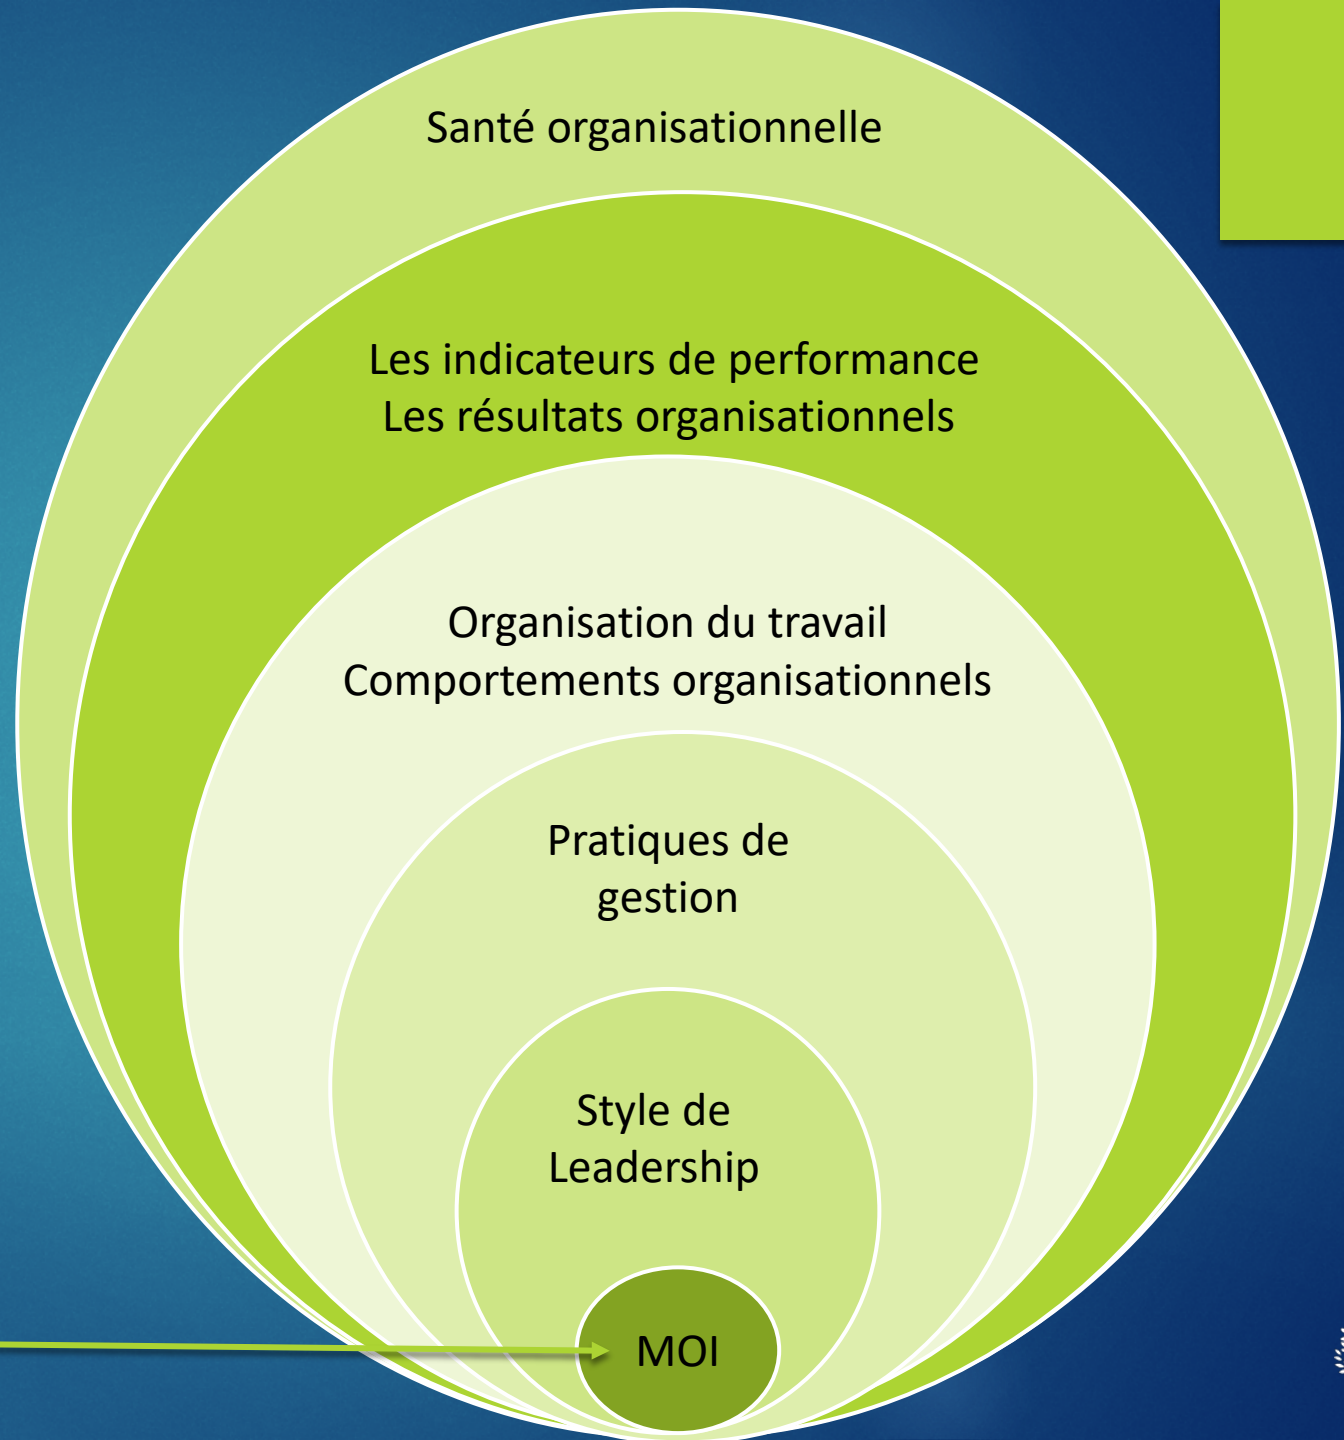 Santé organisationnelle
Les indicateurs de performance
Les résultats organisationnels
Organisation du travail
Comportements organisationnels
Pratiques de
gestion
Style de
Leadership
MOI